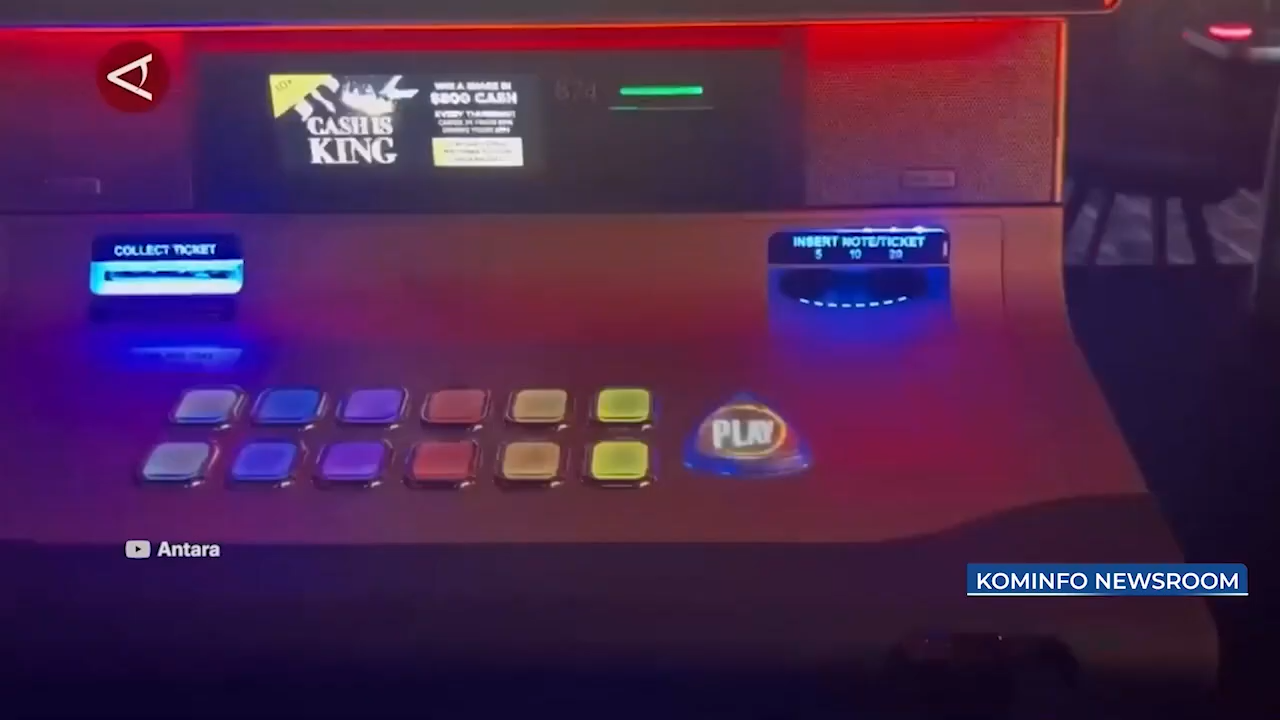 CASH IS
KING
WIN A SHARE IN
$800 CASH
EVERY THURSDAY
COLLECT TICKET
INSERT NOTE/TICKET
5 10 20
PLAY
Antara
KOMINFO NEWSROOM